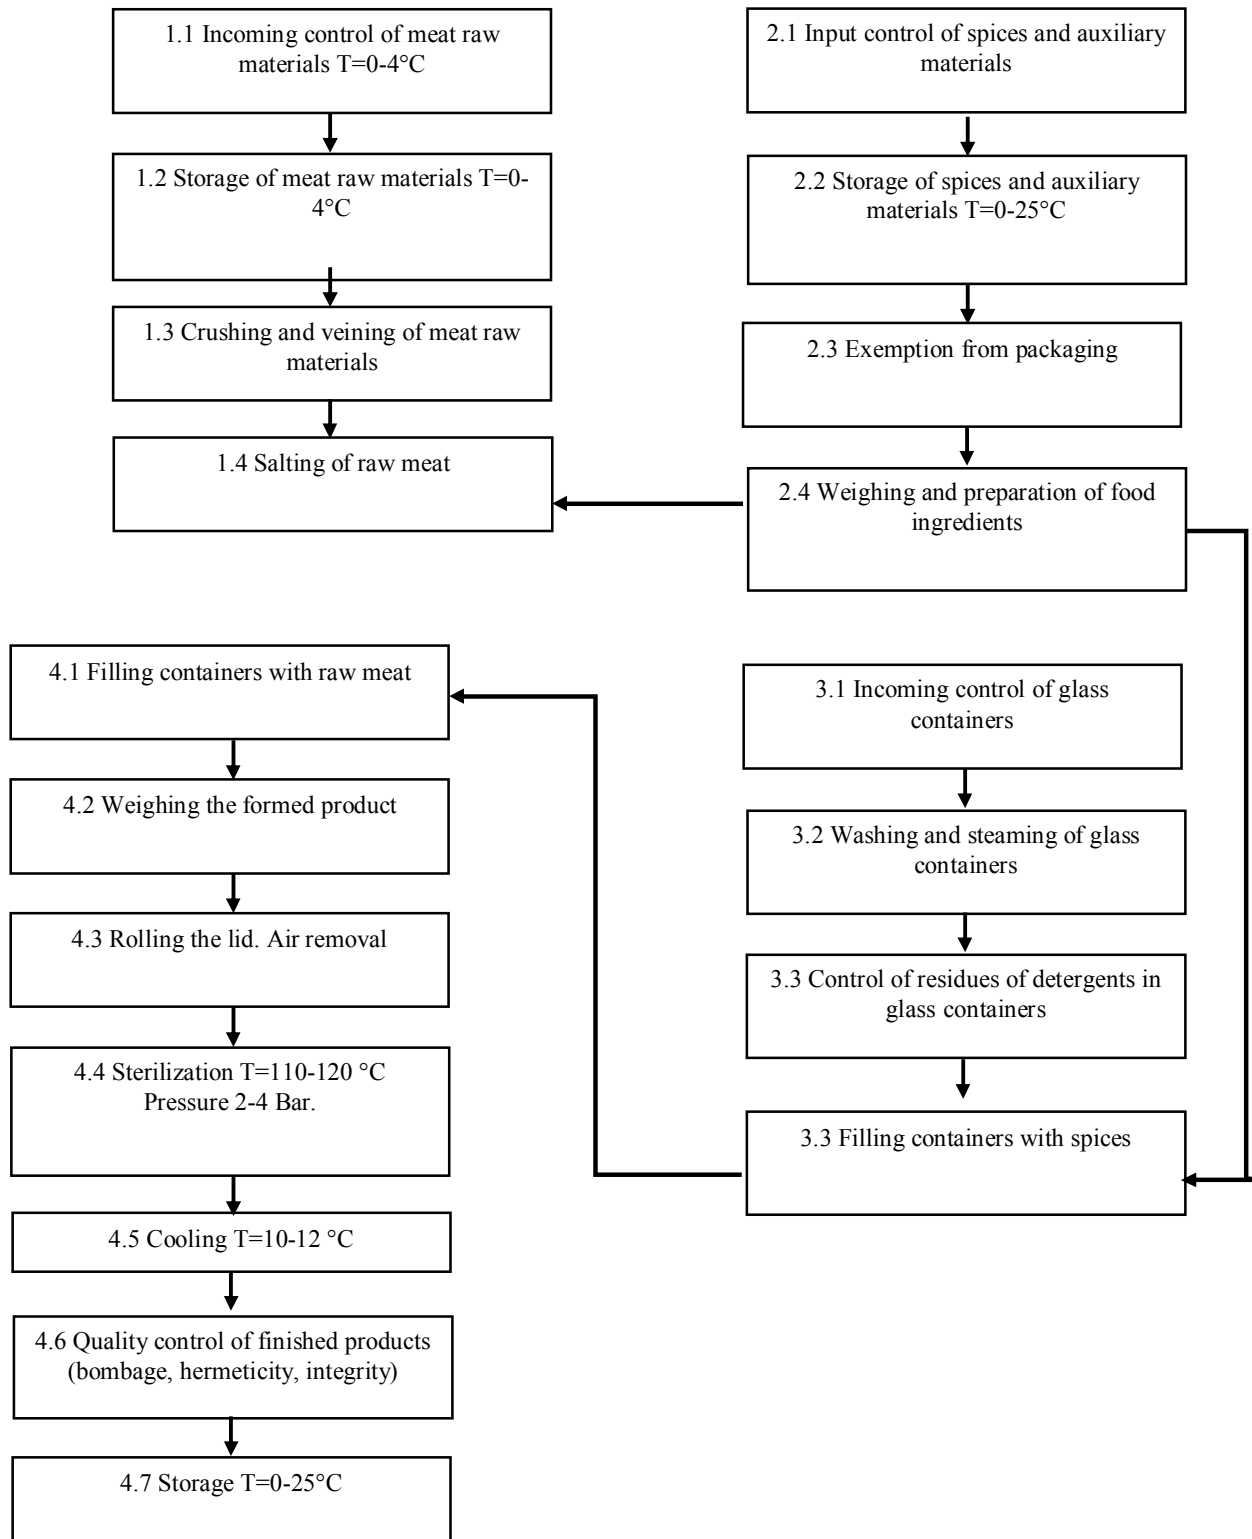 1.1 Incoming control of meat raw
materials T=0-4°C
1.2 Storage of meat raw materials T=0-
4°C
1.3 Crushing and veining of meat raw
materials
1.4 Salting of raw meat
2.1 Input control of spices and auxiliary
materials
2.2 Storage of spices and auxiliary
materials T=0-25°C
2.3 Exemption from packaging
2.4 Weighing and preparation of food
ingredients
3.1 Incoming control of glass
containers
3.2 Washing and steaming of glass
containers
3.3 Control of residues of detergents in
glass containers
3.3 Filling containers with spices
4.1 Filling containers with raw meat
4.2 Weighing the formed product
4.3 Rolling the lid. Air removal
4.4 Sterilization T=110-120 °C
Pressure 2-4 Bar.
4.5 Cooling T=10-12 °C
4.6 Quality control of finished products
(bombage, hermeticity, integrity)
4.7 Storage T=0-25°C